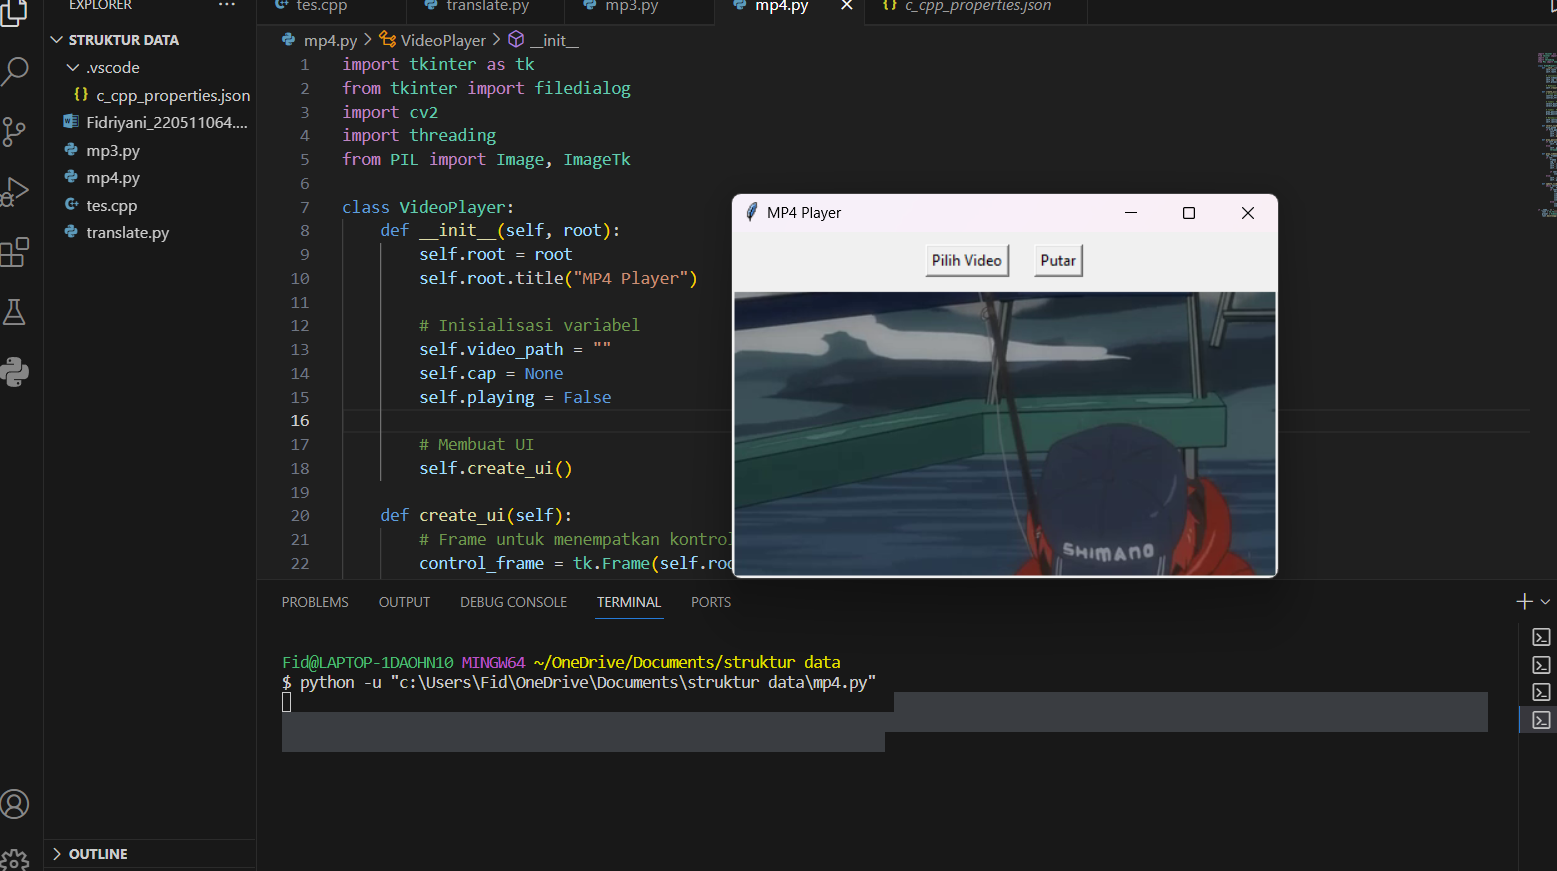 EXPLORER ...
STRUKTUR DATA
.vscode
{} c_cpp_properties.json
Fidriyani_220511064....
mp3.py
mp4.py
tes.cpp
translate.py
OUTLINE
tes.cpp translate.py mp3.py mp4.py {} c_cpp_properties.json
mp4.py > VideoPlayer > __init__
1 import tkinter as tk
2 from tkinter import filedialog
3 import cv2
4 import threading
5 from PIL import Image, ImageTk
6
7 class VideoPlayer:
8 def __init__(self, root):
9 self.root = root
10 self.root.title("MP4 Player")
11
12 # Inisialisasi variabel
13 self.video_path = ""
14 self.cap = None
15 self.playing = False
16
17 # Membuat UI
18 self.create_ui()
19
20 def create_ui(self):
21 # Frame untuk menempatkan kontrol
22 control_frame = tk.Frame(self.roo
MP4 Player
Pilih Video Putar
SHIMANO
PROBLEMS OUTPUT DEBUG CONSOLE TERMINAL PORTS
Fid@LAPTOP-1DAOHN10 MINGW64 ~/OneDrive/Documents/struktur data
$ python -u "c:\Users\Fid\OneDrive\Documents\struktur data\mp4.py"